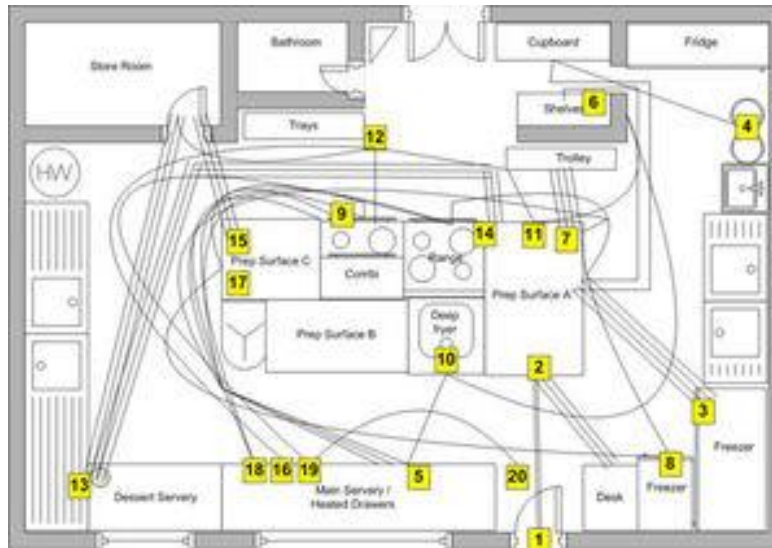 Store Room
Bathroom
Cupboard
Fridge
Shelves
6
4
Trays
12
Trolley
HW
9
14
11
7
15
Prep Surface C
Combi
Range
17
Prep Surface A
Prep Surface B
Deep
fryer
10
2
3
Freezer
13
18
16
19
5
20
8
Dessert Servery
Main Servery /
Heated Drawers
Desk
Freezer
1